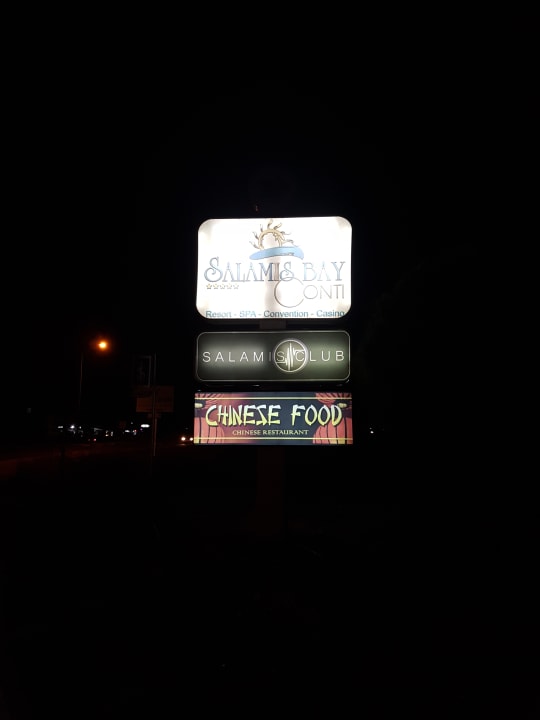 SALAMIS BAY
CONTI
Resort - SPA - Convention - Casino
SALAMIS CLUB
CHINESE FOOD
CHINESE RESTAURANT